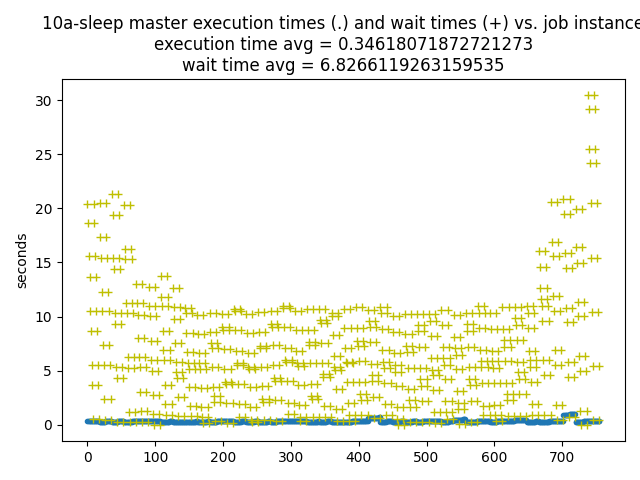 10a-sleep master execution times (.) and wait times (+) vs. job instance
execution time avg = 0.34618071872721273
wait time avg = 6.8266119263159535
30
25
20
15
10
5
0
seconds
0 100 200 300 400 500 600 700